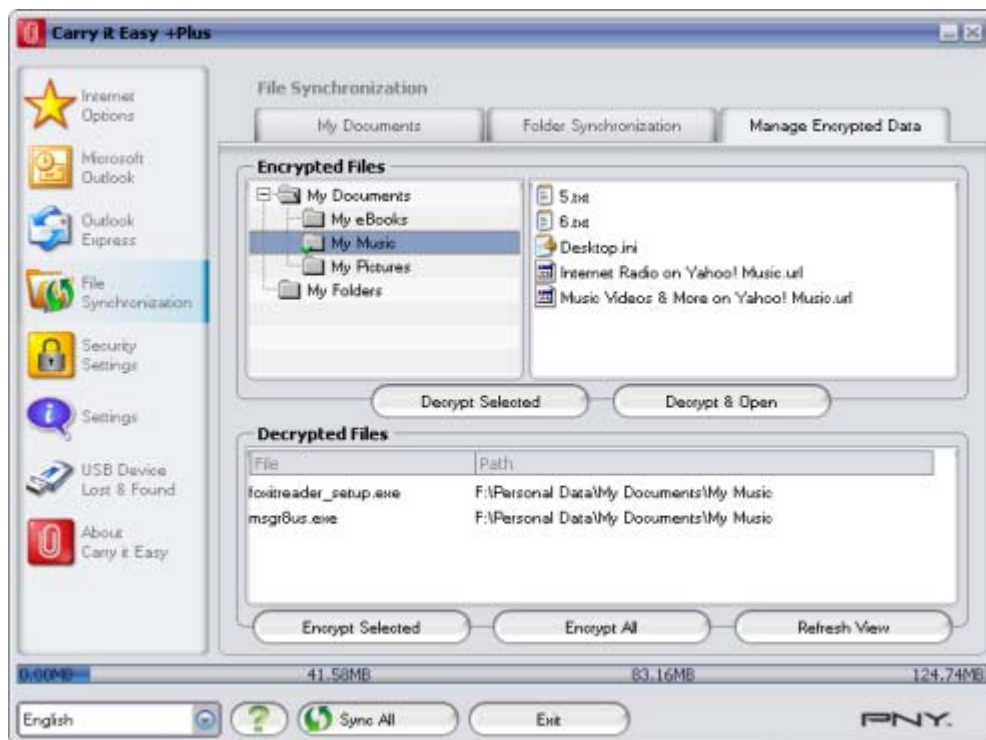 Carry it Easy +Plus
Internet
Options
Microsoft
Outlook
Outlook
Express
File
Synchronization
Security
Settings
Settings
USB Device
Lost & Found
About
Carry it Easy
File Synchronization
My Documents
Folder Synchronization
Manage Encrypted Data
Encrypted Files
My Documents
My eBooks
My Music
My Pictures
My Folders
5.txt
6.txt
Desktop.ini
Internet Radio on Yahoo! Music.url
Music Videos & More on Yahoo! Music.url
Decrypt Selected
Decrypt & Open
Decrypted Files
File Path
foxitreader_setup.exe F:\Personal Data\My Documents\My Music
msgr8us.exe F:\Personal Data\My Documents\My Music
Encrypt Selected
Encrypt All
Refresh View
0.00MB 41.58MB 83.16MB 124.74MB
English
?
Sync All
Exit
PNY.